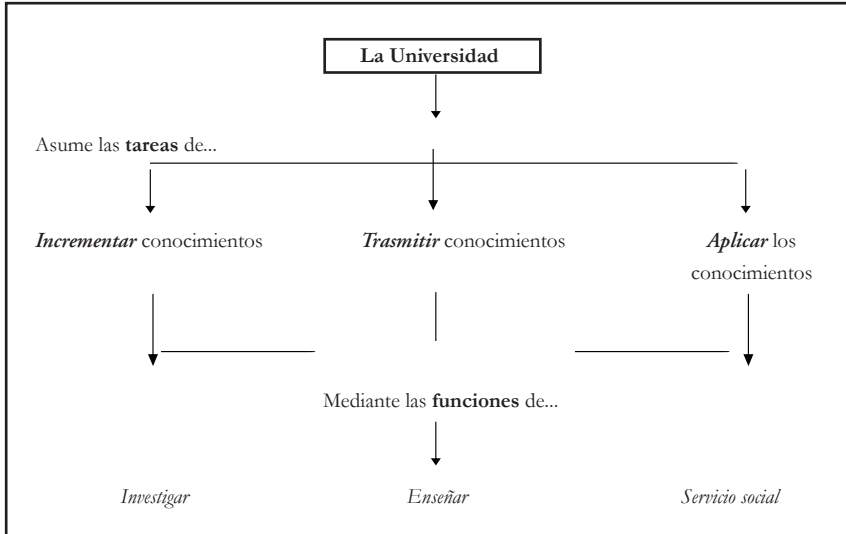 La Universidad
Asume las tareas de...
Incrementar conocimientos
Trasmitir conocimientos
Aplicar los
conocimientos
Mediante las funciones de...
Investigar
Enseñar
Servicio social